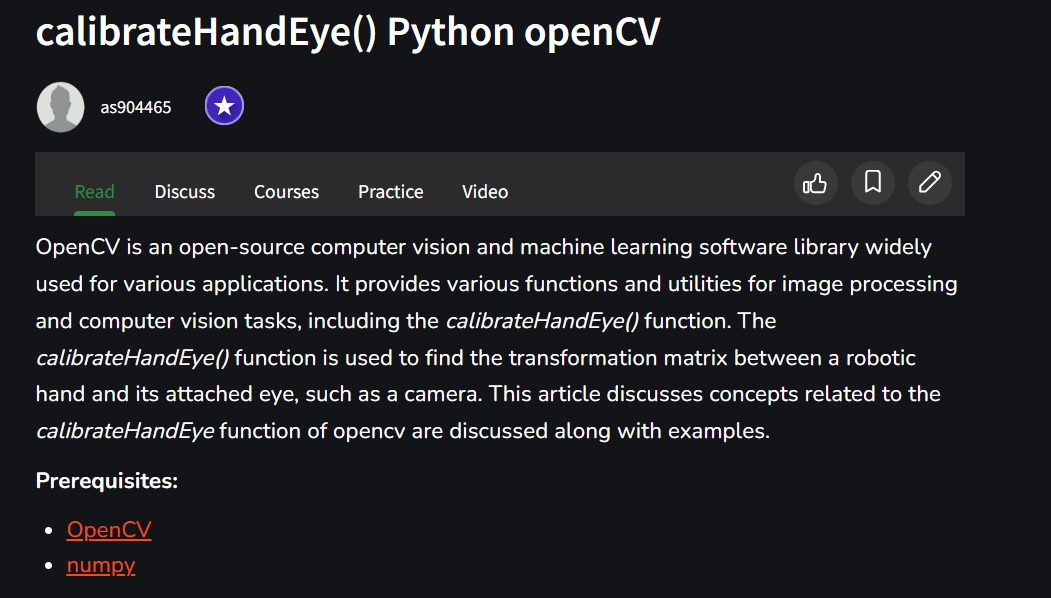 calibrateHandEye() Python openCV
as904465
Read Discuss Courses Practice Video
OpenCV is an open-source computer vision and machine learning software library widely
used for various applications. It provides various functions and utilities for image processing
and computer vision tasks, including the calibrateHandEye() function. The
calibrateHandEye() function is used to find the transformation matrix between a robotic
hand and its attached eye, such as a camera. This article discusses concepts related to the
calibrateHandEye function of opencv are discussed along with examples.
Prerequisites:
OpenCV
numpy